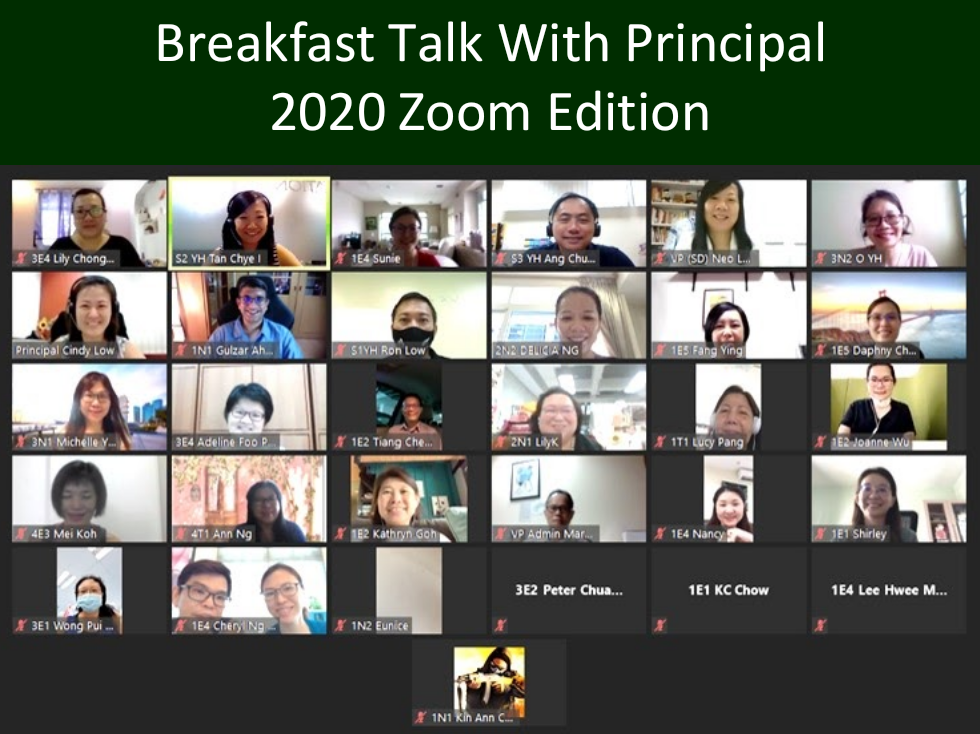 Breakfast Talk With Principal
2020 Zoom Edition
3E4 Lily Chong...
S2 YH Tan Chye l
1E4 Sunie
S3 YH Ang Chu...
VP (SD) Neo L...
3N2 O YH
Principal Cindy Low
1N1 Gulzar Ah...
S1YH Ron Low
2N2 DELICIA NG
1E5 Fang Ying
1E5 Daphny Ch...
3N1 Michelle Y...
3E4 Adeline Foo P...
1E2 Tiang Che...
2N1 LilyK
1T1 Lucy Pang
1E2 Joanne Wu
4E3 Mei Koh
4T1 Ann Ng
1E2 Kathryn Goh
VP Admin Mar...
1E4 Nancy
1E1 Shirley
3E1 Wong Pui ...
1E4 Cheryl Ng ...
1N2 Eunice
3E2 Peter Chua...
1E1 KC Chow
1E4 Lee Hwee M...
1N1 Kin Ann C...